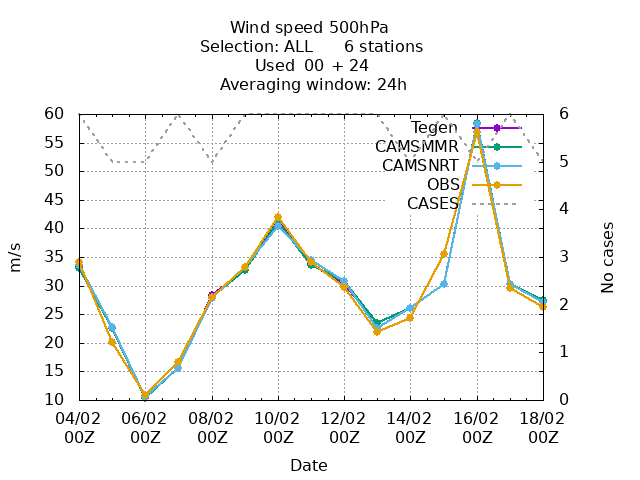 Wind speed 500hPa
Selection: ALL 6 stations
Used 00 + 24
Averaging window: 24h
60
55
50
45
40
35
30
25
20
15
10
m/s
6
5
4
3
2
1
0
No cases
Tegen
CAMSMMR
CAMSNRT
OBS
CASES
04/02 06/02 08/02 10/02 12/02 14/02 16/02 18/02
00Z 00Z 00Z 00Z 00Z 00Z 00Z 00Z
Date